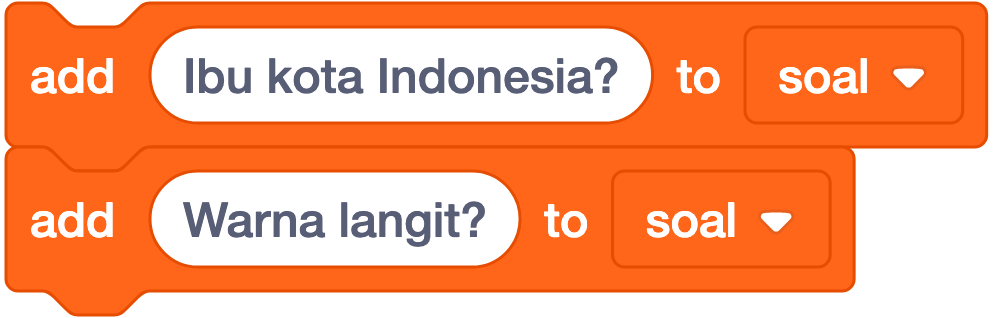 add Ibu kota Indonesia? to soal
add Warna langit? to soal